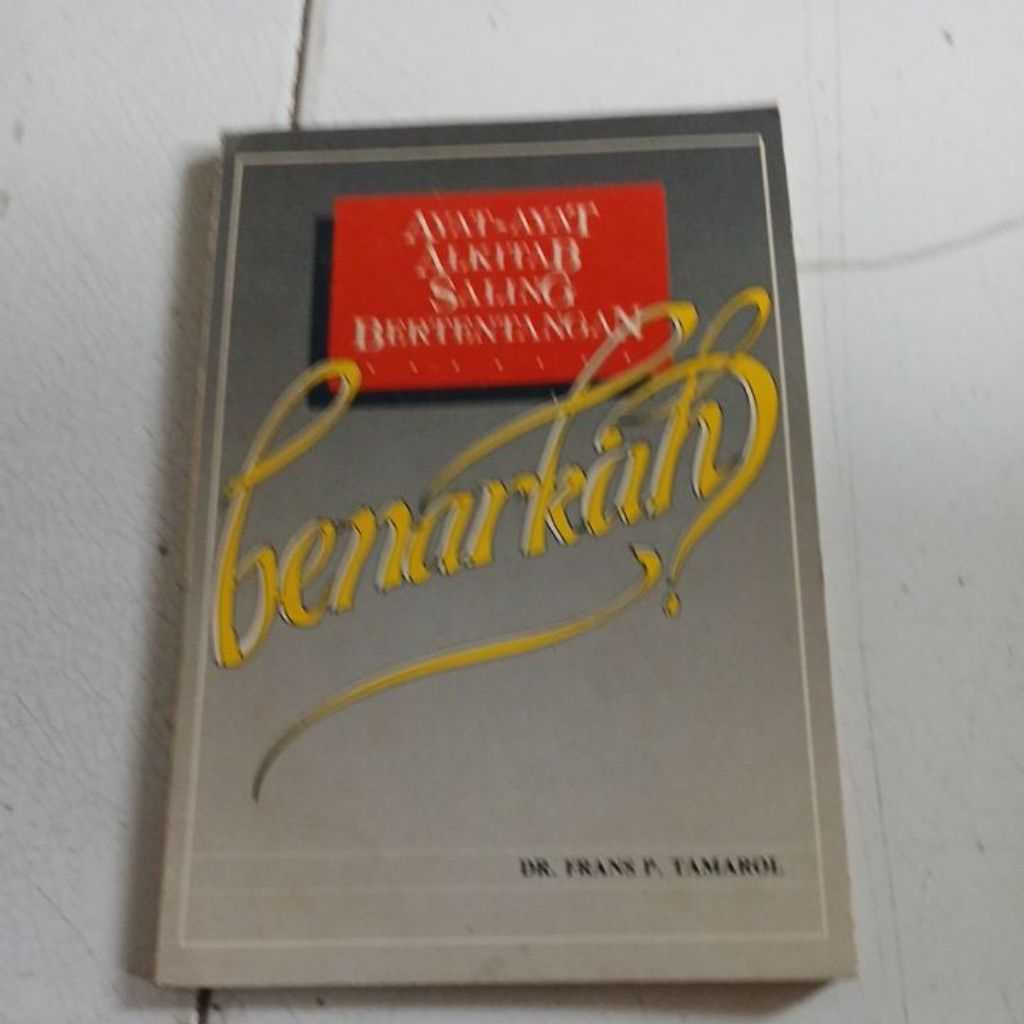 AYAT-AYAT
ALKITAB
SALING
BERTENTANGAN
benarkah?
DR. FRANS P. TAMAROL